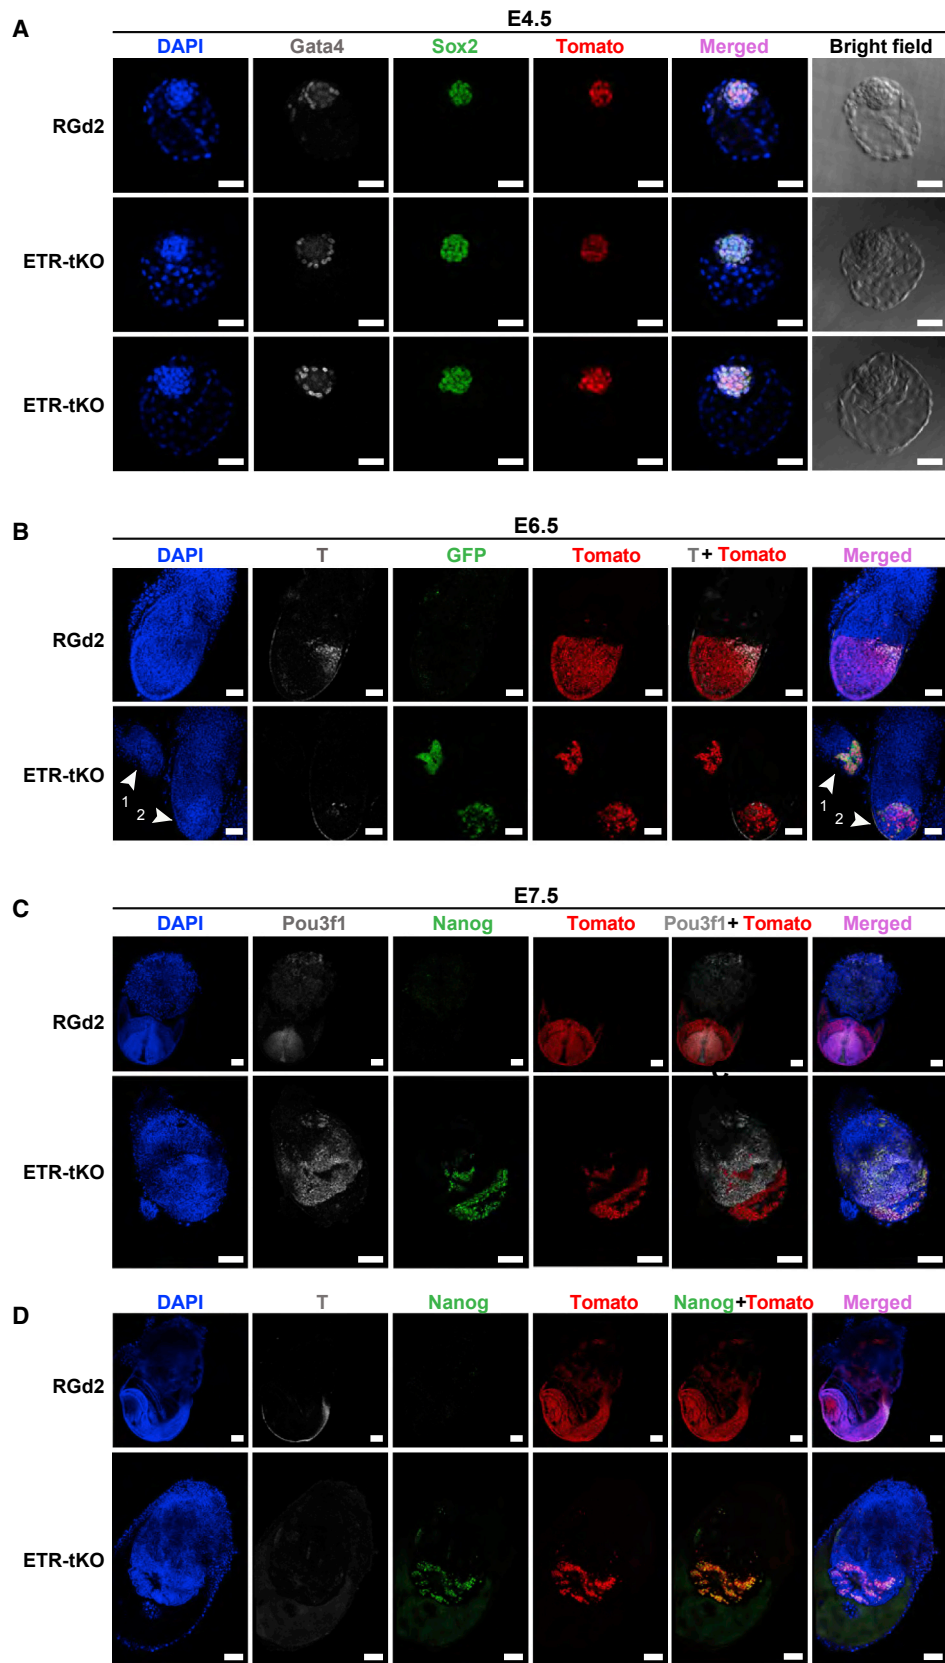 A
E4.5
DAPI Gata4 Sox2 Tomato Merged Bright field
RGd2
ETR-tKO
ETR-tKO
B
E6.5
DAPI T GFP Tomato T+ Tomato Merged
RGd2
ETR-tKO
1
2
1
2
C
E7.5
DAPI Pou3f1 Nanog Tomato Pou3f1+ Tomato Merged
RGd2
ETR-tKO
D
DAPI T Nanog Tomato Nanog+Tomato Merged
RGd2
ETR-tKO